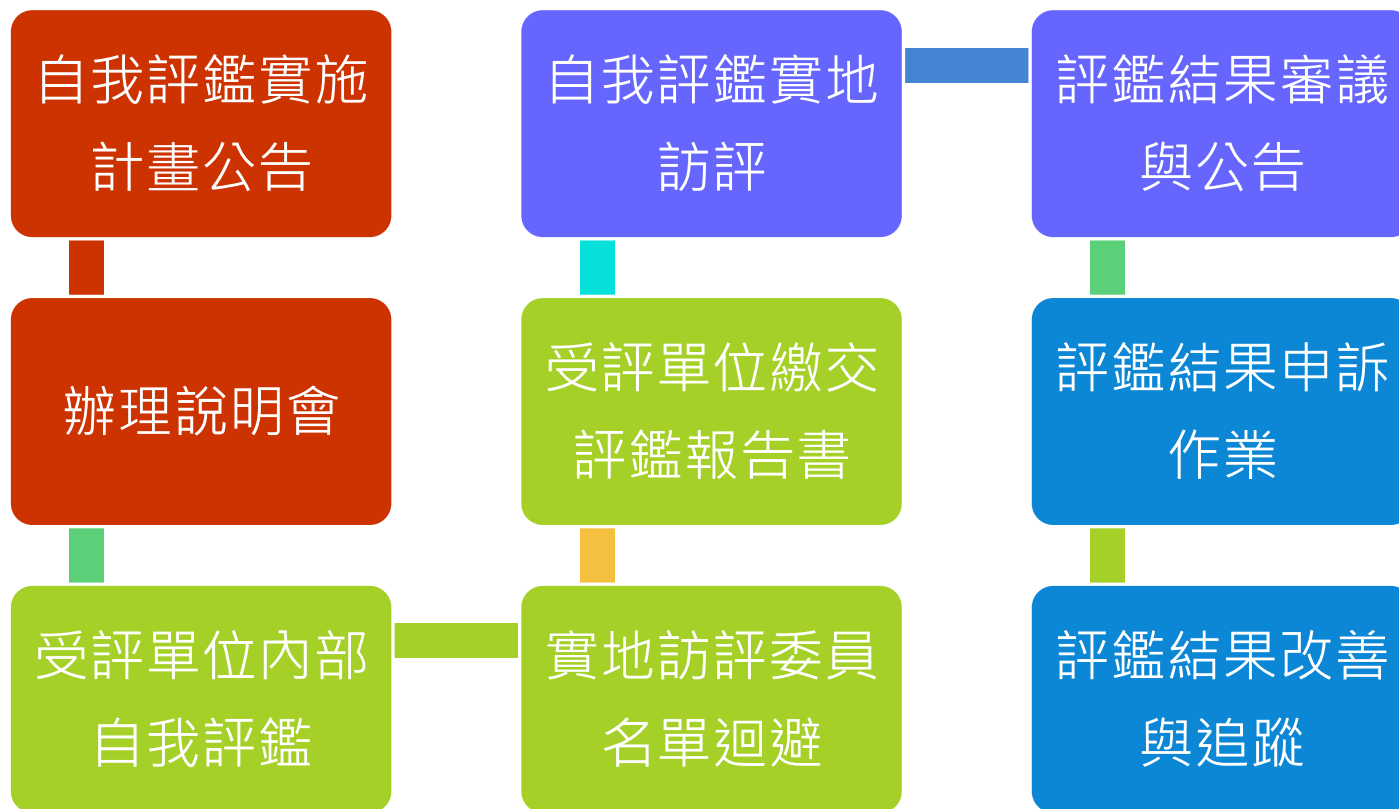 自我評鑑實施
計畫公告
辦理說明會
受評單位內部
自我評鑑
實地訪評委員
名單迴避
受評單位繳交
評鑑報告書
自我評鑑實地
訪評
評鑑結果審議
與公告
評鑑結果申訴
作業
評鑑結果改善
與追蹤